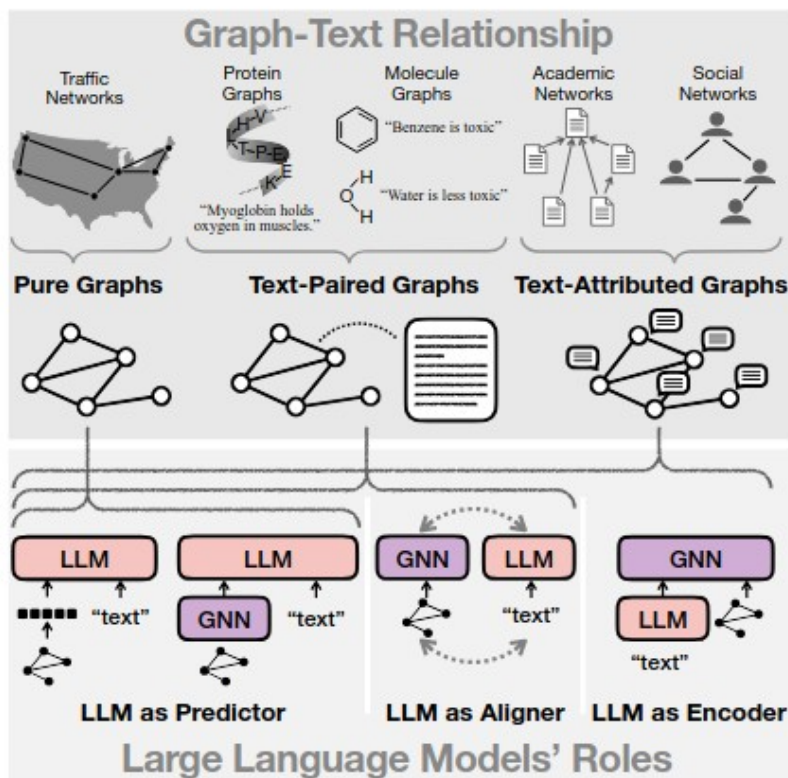 Graph-Text Relationship
Traffic
Networks
Protein
Graphs
Molecule
Graphs
Academic
Networks
Social
Networks
H-V
T-P-E
E
K
"Myoglobin holds
oxygen in muscles."
"Benzene is toxic"
H
O
H
"Water is less toxic"
Pure Graphs
Text-Paired Graphs
Text-Attributed Graphs
LLM
"text"
LLM
GNN
"text"
GNN
LLM
"text"
GNN
LLM
"text"
LLM as Predictor
LLM as Aligner
LLM as Encoder
Large Language Models' Roles